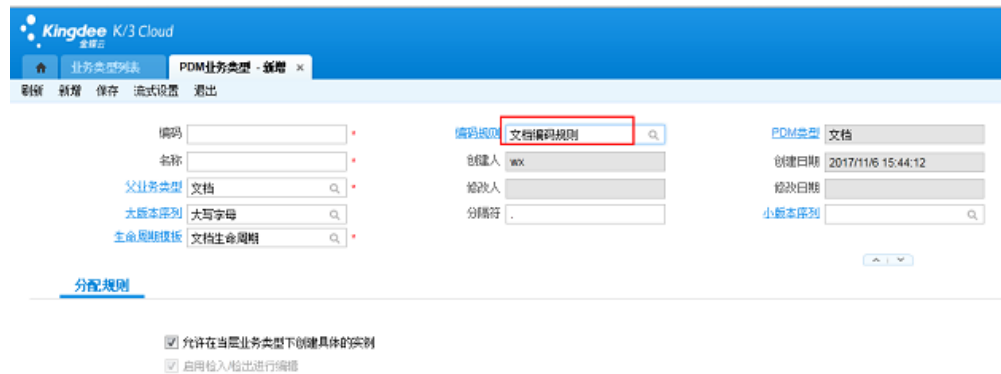 Kingdee K/3 Cloud
金蝶云
业务类型列表 PDM业务类型 - 新增 ×
刷新 新增 保存 流式设置 退出
编码 * 编码规则 文档编码规则 PDM类型 文档
名称 * 创建人 wx 创建日期 2017/11/6 15:44:12
父业务类型 文档 * 修改人 修改日期
大版本序列 大写字母 分隔符 . 小版本序列
生命周期模板 文档生命周期 *
分配规则
允许在当层业务类型下创建具体的实例
启用检入/检出进行编辑